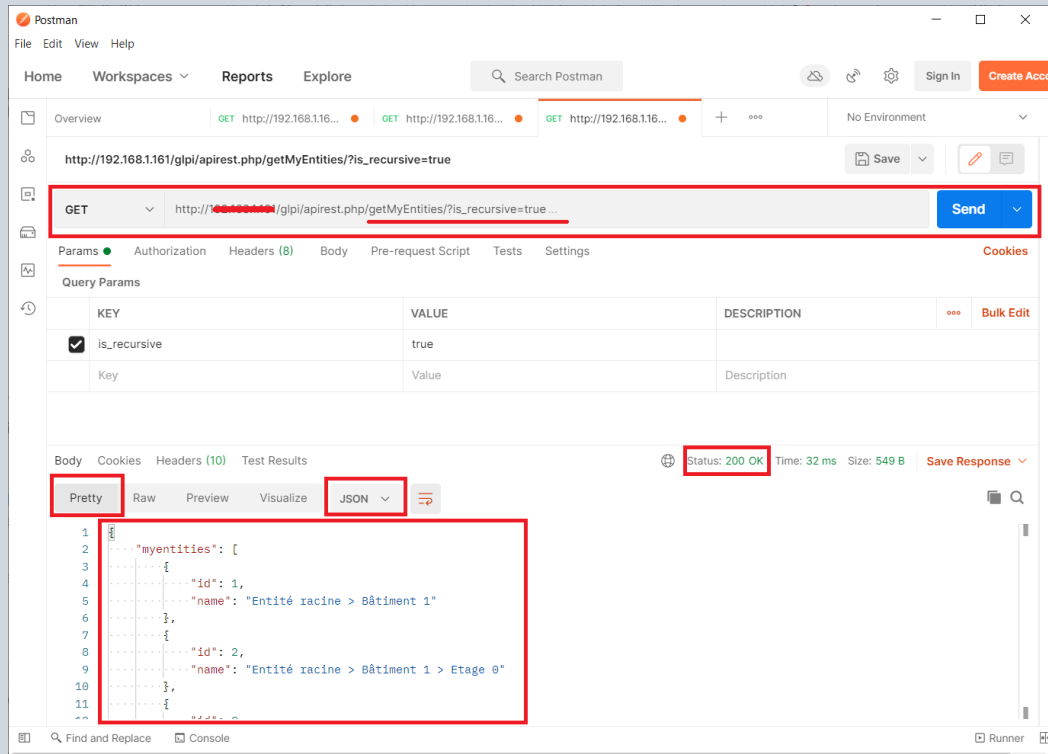 Postman
File Edit View Help
Home Workspaces Reports Explore Search Postman Sign In Create Acco
Overview GET http://192.168.1.16... GET http://192.168.1.16... GET http://192.168.1.16... No Environment
http://192.168.1.161/glpi/apirest.php/getMyEntities/?is_recursive=true Save
GET http:// /glpi/apirest.php/getMyEntities/?is_recursive=true ... Send
Params Authorization Headers (8) Body Pre-request Script Tests Settings Cookies
Query Params
KEY VALUE DESCRIPTION Bulk Edit
is_recursive true
Key Value Description
Body Cookies Headers (10) Test Results Status: 200 OK Time: 32 ms Size: 549 B Save Response
Pretty Raw Preview Visualize JSON
1 {
2 "myentities": [
3 {
4 "id": 1,
5 "name": "Entité racine > Bâtiment 1"
6 },
7 {
8 "id": 2,
9 "name": "Entité racine > Bâtiment 1 > Etage 0"
10 },
11 {
Find and Replace Console Runner